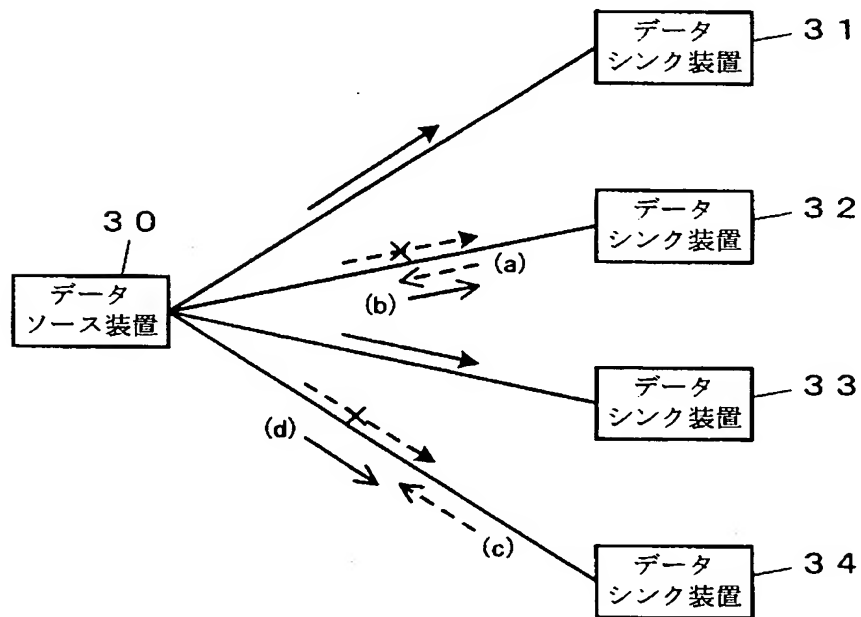 データ
シンク装置
31
データ
シンク装置
32
30
(a)
データ
ソース装置
(b)
データ
シンク装置
33
(d)
(c)
データ
シンク装置
34